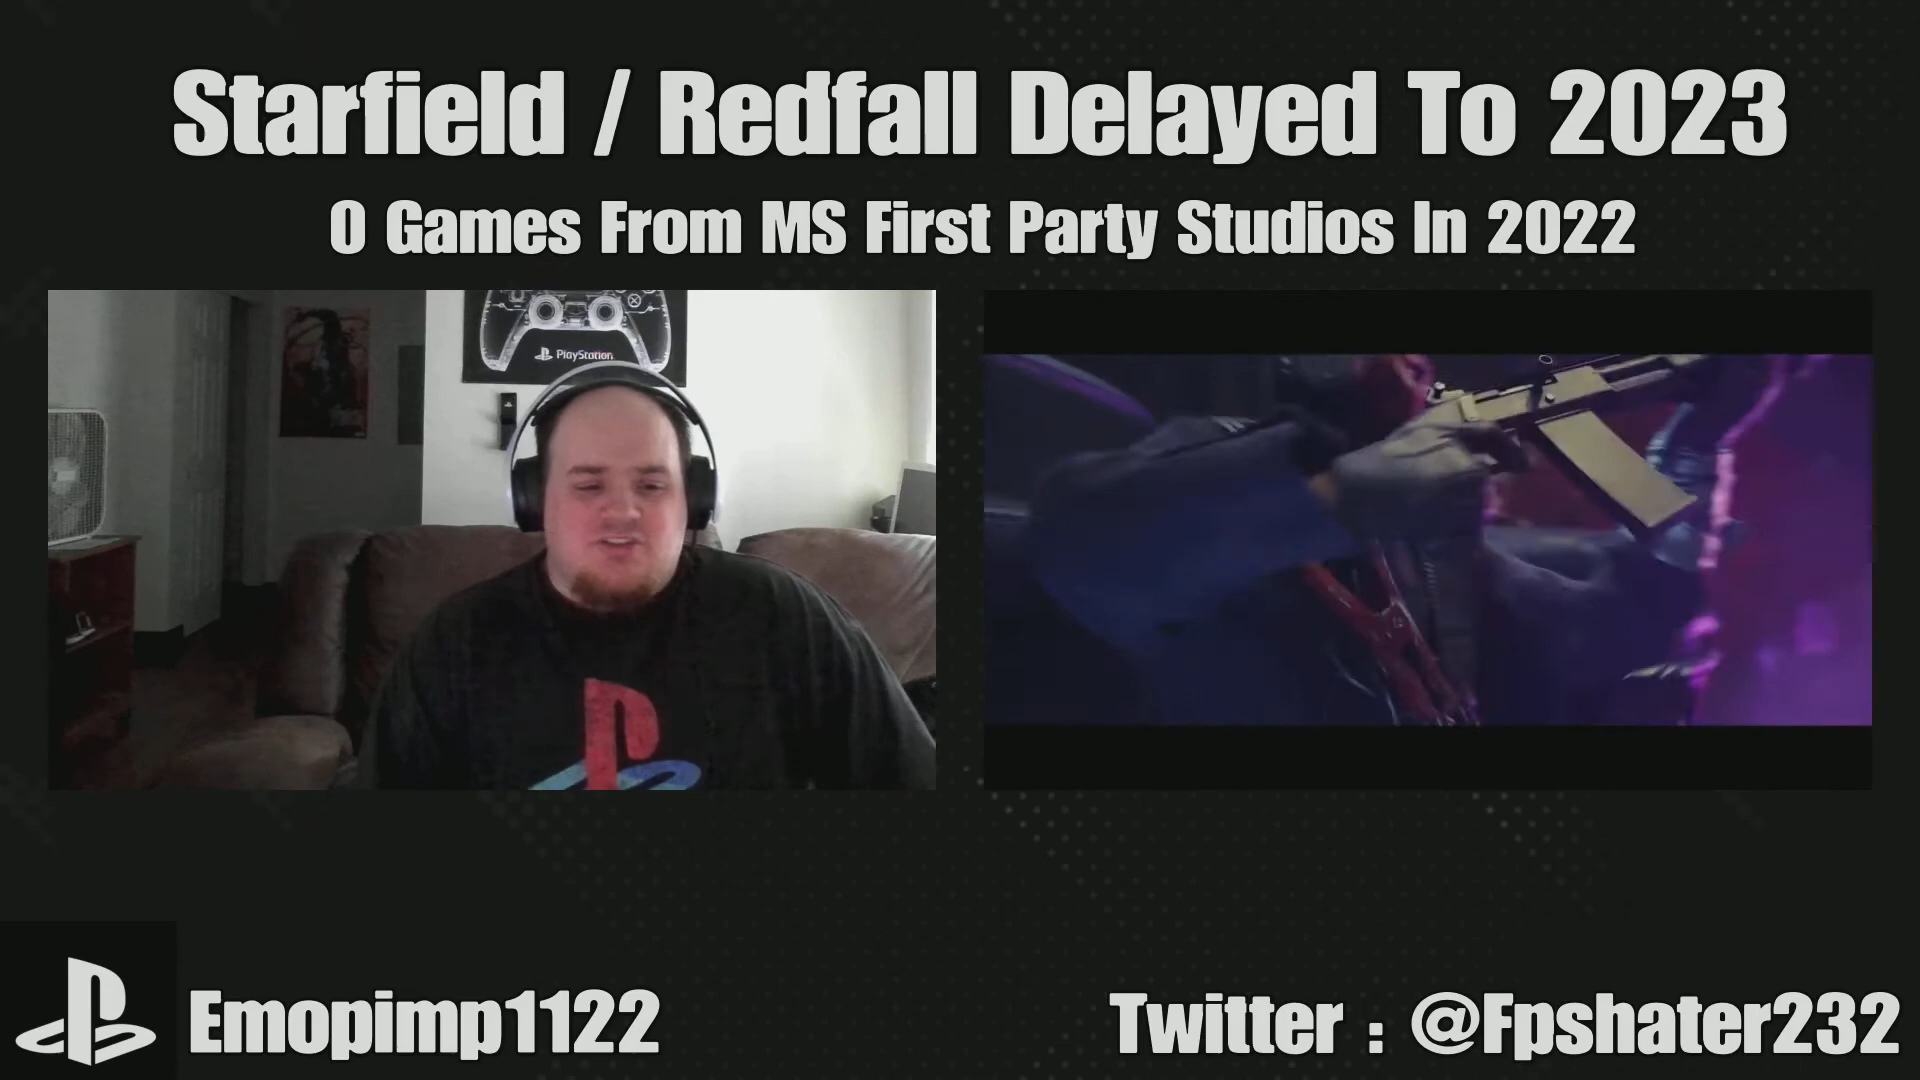 Starfield / Redfall Delayed To 2023
0 Games From MS First Party Studios In 2022
PlayStation
Emopimp1122
Twitter : @Fpshater232